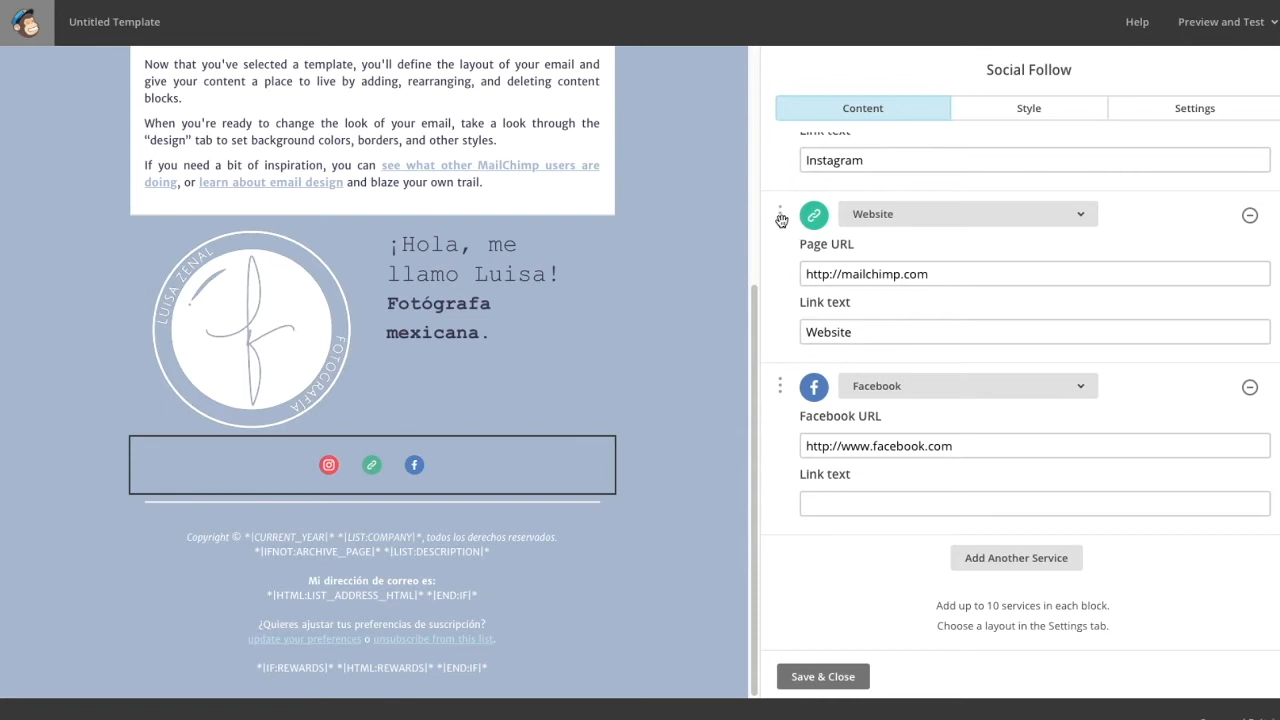 Untitled Template
Help
Preview and Test
Now that you've selected a template, you'll define the layout of your email and
give your content a place to live by adding, rearranging, and deleting content
blocks.
When you're ready to change the look of your email, take a look through the
“design” tab to set background colors, borders, and other styles.
If you need a bit of inspiration, you can see what other MailChimp users are
doing, or learn about email design and blaze your own trail.
LUISA ZENAL
FOTOGRAFÍA
¡Hola, me
llamo Luisa!
Fotógrafa
mexicana.
Copyright © *|CURRENT_YEAR|* *|LIST:COMPANY|*, todos los derechos reservados.
*|IFNOT:ARCHIVE_PAGE|* *|LIST:DESCRIPTION|*
Mi dirección de correo es:
*|HTML:LIST_ADDRESS_HTML|* *|END:IF|*
¿Quieres ajustar tus preferencias de suscripción?
update your preferences o unsubscribe from this list.
*|IF:REWARDS|* *|HTML:REWARDS|* *|END:IF|*
Social Follow
Content
Style
Settings
Link text
Instagram
Website
Page URL
http://mailchimp.com
Link text
Website
Facebook
Facebook URL
http://www.facebook.com
Link text
Add Another Service
Add up to 10 services in each block.
Choose a layout in the Settings tab.
Save & Close